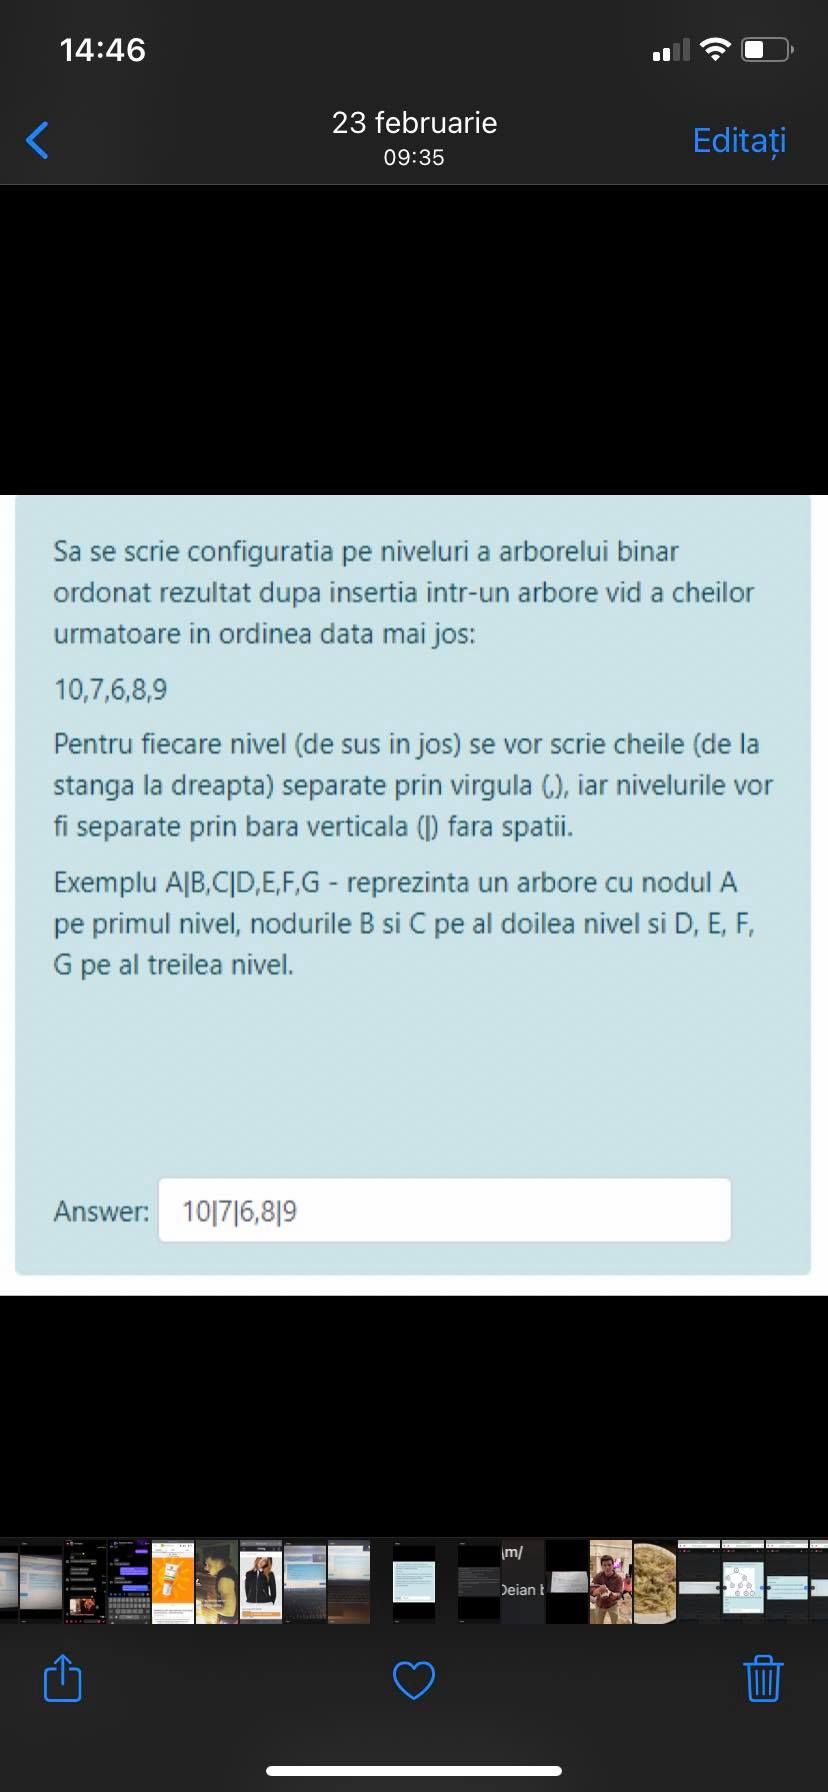 14:46
23 februarie
09:35
Editați
Sa se scrie configuratia pe niveluri a arborelui binar
ordonat rezultat dupa insertia intr-un arbore vid a cheilor
urmatoare in ordinea data mai jos:
10,7,6,8,9
Pentru fiecare nivel (de sus in jos) se vor scrie cheile (de la
stanga la dreapta) separate prin virgula (,), iar nivelurile vor
fi separate prin bara verticala (|) fara spatii.
Exemplu A|B,C|D,E,F,G - reprezinta un arbore cu nodul A
pe primul nivel, nodurile B si C pe al doilea nivel si D, E, F,
G pe al treilea nivel.
Answer: 10|7|6,8|9